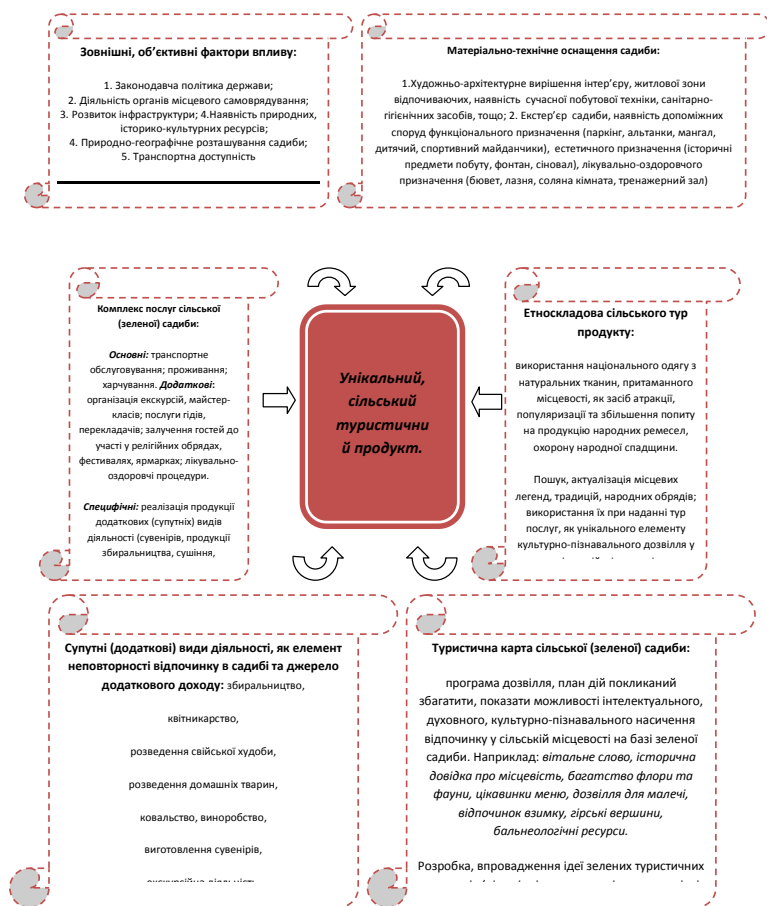 Зовнішні, об’єктивні фактори впливу:
1. Законодавча політика держави;
2. Діяльність органів місцевого самоврядування;
3. Розвиток інфраструктури; 4.Наявність природних,
історико-культурних ресурсів;
4. Природно-географічне розташування садиби;
5. Транспортна доступність
Матеріально-технічне оснащення садиби:
1.Художньо-архітектурне вирішення інтер’єру, житлової зони
відпочиваючих, наявність сучасної побутової техніки, санітарно-
гігієнічних засобів, тощо; 2. Екстер’єр садиби, наявність допоміжних
споруд функціонального призначення (паркінг, альтанки, мангал,
дитячий, спортивний майданчики), естетичного призначення (історичні
предмети побуту, фонтан, сіновал), лікувально-оздоровчого
призначення (бювет, лазня, соляна кімната, тренажерний зал)
Комплекс послуг сільської
(зеленої) садиби:
Основні: транспортне
обслуговування; проживання;
харчування. Додаткові:
організація екскурсій, майстер-
класів; послуги гідів,
перекладачів; залучення гостей до
участі у релігійних обрядах,
фестивалях, ярмарках; лікувально-
оздоровчі процедури.
Специфічні: реалізація продукції
додаткових (супутніх) видів
діяльності (сувенірів, продукції
збиральництва, сушіння,
Унікальний,
сільський
туристични
й продукт.
Етноскладова сільського тур
продукту:
використання національного одягу з
натуральних тканин, притаманного
місцевості, як засіб атракції,
популяризації та збільшення попиту
на продукцію народних ремесел,
охорону народної спадщини.
Пошук, актуалізація місцевих
легенд, традицій, народних обрядів;
використання їх при наданні тур
послуг, як унікального елементу
культурно-пізнавального дозвілля у
Супутні (додаткові) види діяльності, як елемент
неповторності відпочинку в садибі та джерело
додаткового доходу: збиральництво,
квітникарство,
розведення свійської худоби,
розведення домашніх тварин,
ковальство, виноробство,
виготовлення сувенірів,
Туристична карта сільської (зеленої) садиби:
програма дозвілля, план дій покликаний
збагатити, показати можливості інтелектуального,
духовного, культурно-пізнавального насичення
відпочинку у сільській місцевості на базі зеленої
садиби. Наприклад: вітальне слово, історична
довідка про місцевість, багатство флори та
фауни, цікавинки меню, дозвілля для малечі,
відпочинок взимку, гірські вершини,
бальнеологічні ресурси.
Розробка, впровадження ідеї зелених туристичних